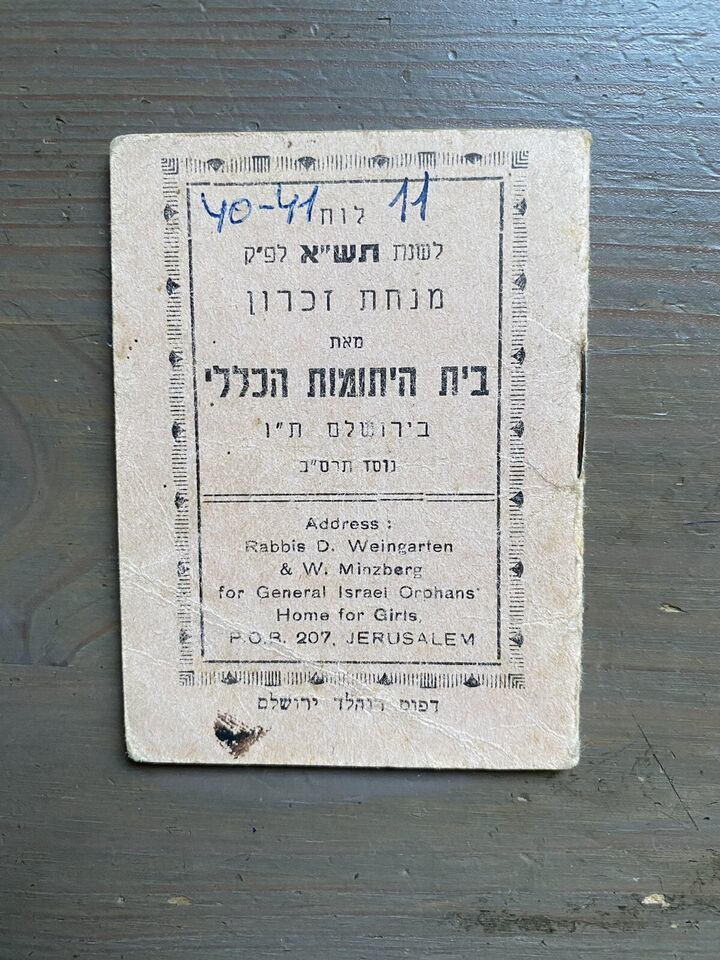 40-41 לוח 11
לשנת תש"א לפ"ק
מנחת זכרון
מאת
בית היתומות הכללי
בירושלם ת"ו
נוסד תרס"ב
Address :
Rabbis D. Weingarten
& W. Minzberg
for General Israel Orphans'
Home for Girls,
P.O.B. 207, JERUSALEM
דפוס ירושלם